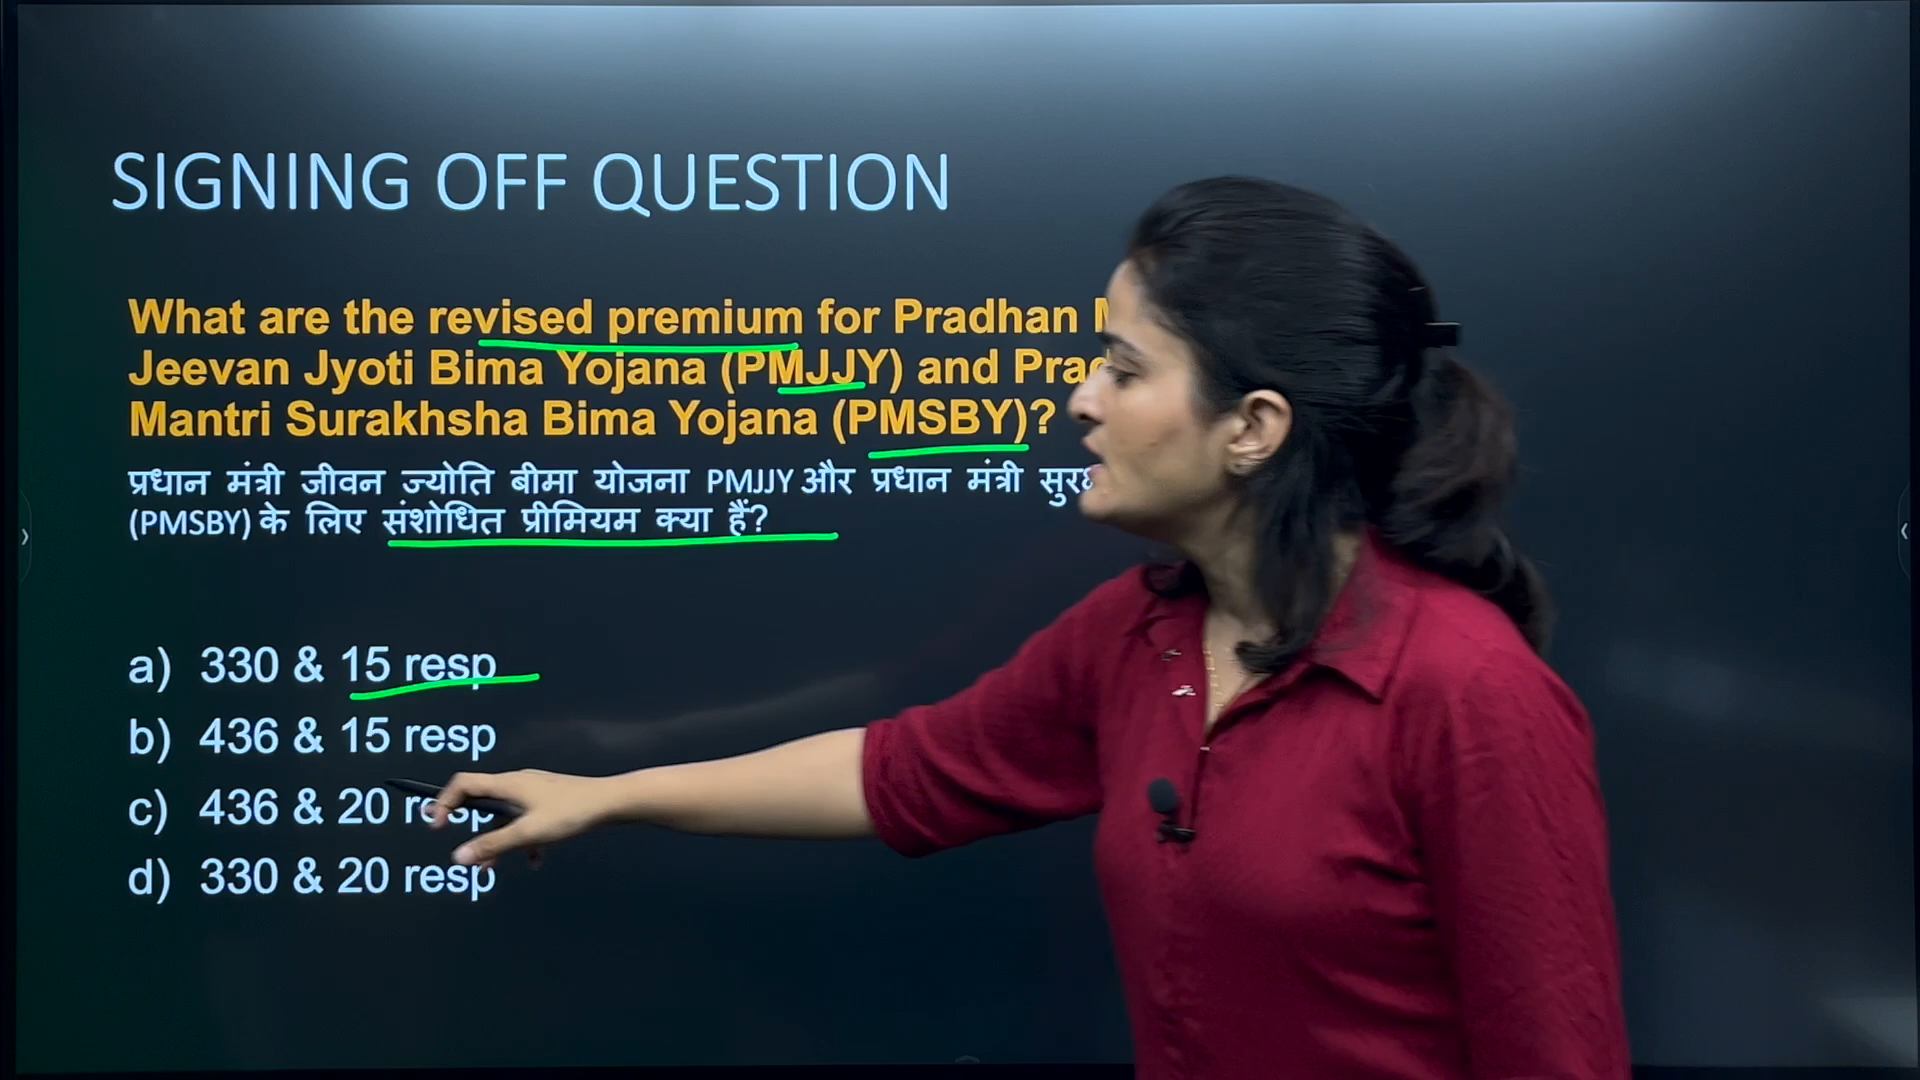 SIGNING OFF QUESTION
What are the revised premium for Pradhan
Jeevan Jyoti Bima Yojana (PMJJY) and
Mantri Surakhsha Bima Yojana (PMSBY)?
प्रधान मंत्री जीवन ज्योति बीमा योजना PMJJY और प्रधान मंत्री
(PMSBY) के लिए संशोधित प्रीमियम क्या हैं?
a) 330 & 15 resp
b) 436 & 15 resp
c) 436 & 20 resp
d) 330 & 20 resp